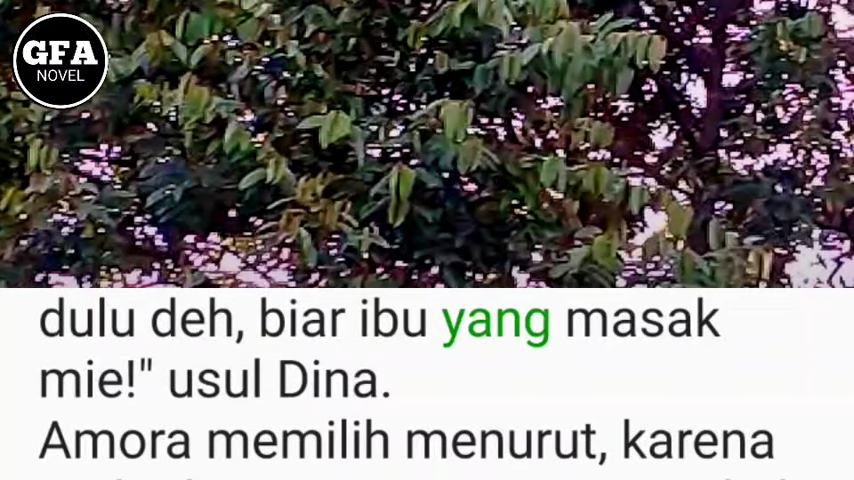 GFA
NOVEL
dulu deh, biar ibu yang masak
mie!" usul Dina.
Amora memilih menurut, karena